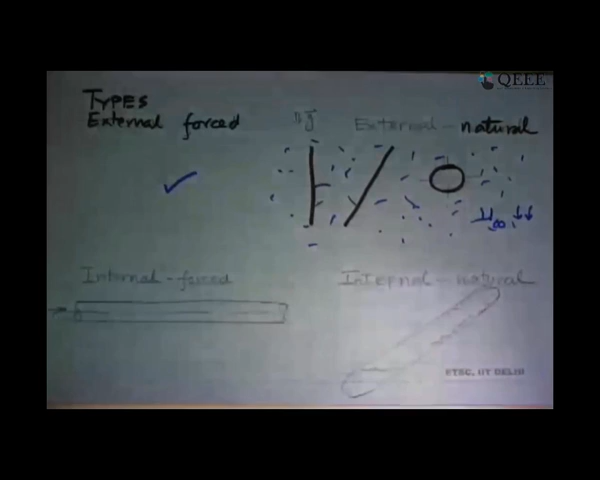 QEEE
TYPES
External forced
External - natural
Internal - forced
Internal - natural
ETSC, IIT DELHI